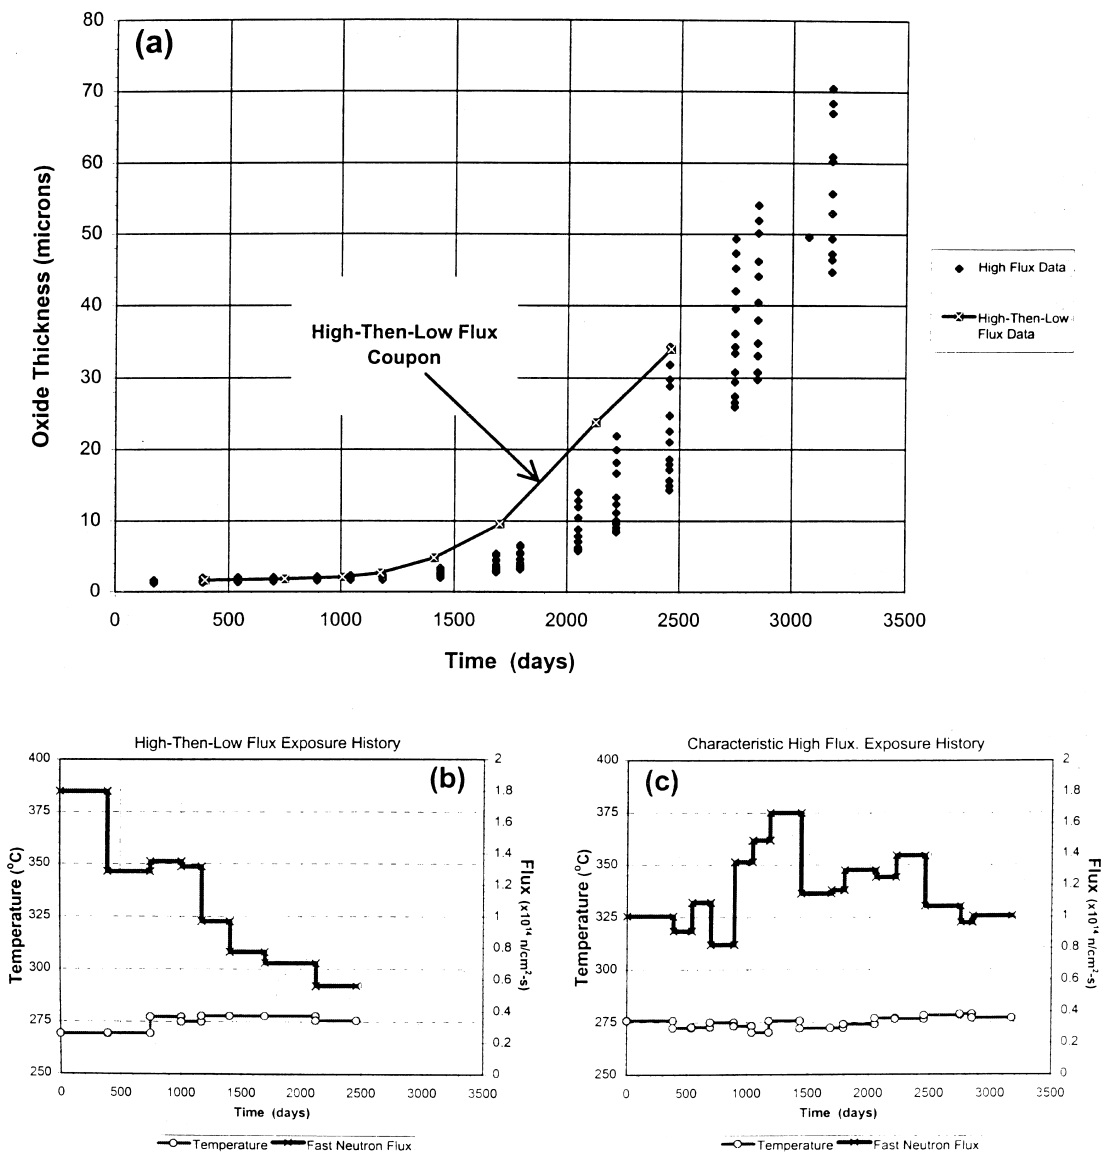 (a)
80
70
60
50
40
30
20
10
0
Oxide Thickness (microns)
High-Then-Low Flux
Coupon
High Flux Data
High-Then-Low
Flux Data
0 500 1000 1500 2000 2500 3000 3500
Time (days)
High-Then-Low Flux Exposure History
(b)
400
375
350
325
300
275
250
Temperature (°C)
2
1.8
1.6
1.4
1.2
1
0.8
0.6
0.4
0.2
0
Flux (x10¹⁴ n/cm²-s)
0 500 1000 1500 2000 2500 3000 3500
Time (days)
Temperature Fast Neutron Flux
Characteristic High Flux. Exposure History
(c)
400
375
350
325
300
275
250
Temperature (°C)
2
1.8
1.6
1.4
1.2
1
0.8
0.6
0.4
0.2
0
Flux (x10¹⁴ n/cm²-s)
0 500 1000 1500 2000 2500 3000 3500
Time (days)
Temperature Fast Neutron Flux